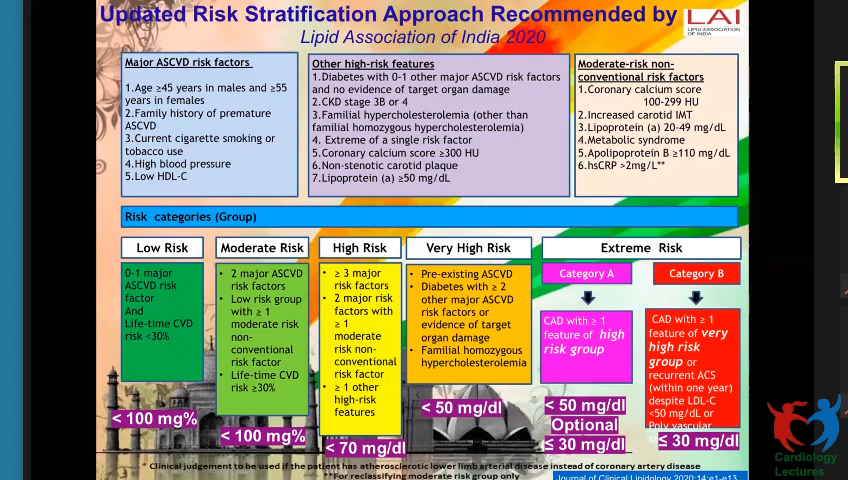 Updated Risk Stratification Approach Recommended by
LAI
LIPID ASSOCIATION
OF INDIA
Lipid Association of India 2020
Major ASCVD risk factors
1.Age ≥45 years in males and ≥55
years in females
2.Family history of premature
ASCVD
3.Current cigarette smoking or
tobacco use
4.High blood pressure
5.Low HDL-C
Other high-risk features
1.Diabetes with 0-1 other major ASCVD risk factors
and no evidence of target organ damage
2.CKD stage 3B or 4
3.Familial hypercholesterolemia (other than
familial homozygous hypercholesterolemia)
4. Extreme of a single risk factor
5.Coronary calcium score ≥300 HU
6.Non-stenotic carotid plaque
7.Lipoprotein (a) ≥50 mg/dL
Moderate-risk non-
conventional risk factors
1.Coronary calcium score
100-299 HU
2.Increased carotid IMT
3.Lipoprotein (a) 20-49 mg/dL
4.Metabolic syndrome
5.Apolipoprotein B ≥110 mg/dL
6.hsCRP >2mg/L**
Risk categories (Group)
Low Risk
0-1 major
ASCVD risk
factor
And
Life-time CVD
risk <30%
< 100 mg%
Moderate Risk
• 2 major ASCVD
risk factors
• Low risk group
with ≥ 1
moderate risk
non-
conventional
risk factor
• Life-time CVD
risk ≥30%
< 100 mg%
High Risk
• ≥ 3 major
risk factors
• 2 major risk
factors with
≥ 1
moderate
risk non-
conventional
risk factor
• ≥ 1 other
high-risk
features
< 70 mg/dl
Very High Risk
• Pre-existing ASCVD
• Diabetes with ≥ 2
other major ASCVD
risk factors or
evidence of target
organ damage
• Familial homozygous
hypercholesterolemia
< 50 mg/dl
Extreme Risk
Category A
CAD with ≥ 1
feature of high
risk group
< 50 mg/dl
Optional
≤ 30 mg/dl
Category B
CAD with ≥ 1
feature of very
high risk
group or
recurrent ACS
(within one year)
despite LDL-C
<50 mg/dL or
Poly vascular
≤ 30 mg/dl
* Clinical judgement to be used if the patient has atherosclerotic lower limb arterial disease instead of coronary artery disease
**For reclassifying moderate risk group only
Journal of Clinical Lipidology 2020;14:e1-e13
Cardiology
Lectures